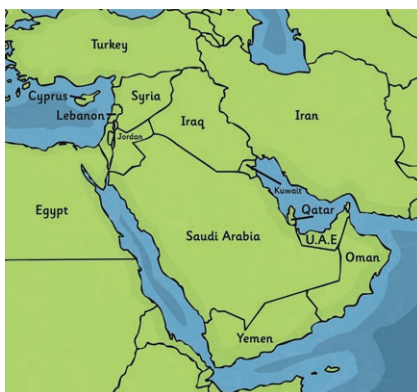 Turkey
Cyprus
Syria
Lebanon
Iraq
Iran
Jordan
Kuwait
Egypt
Qatar
Saudi Arabia
U.A.E
Oman
Yemen